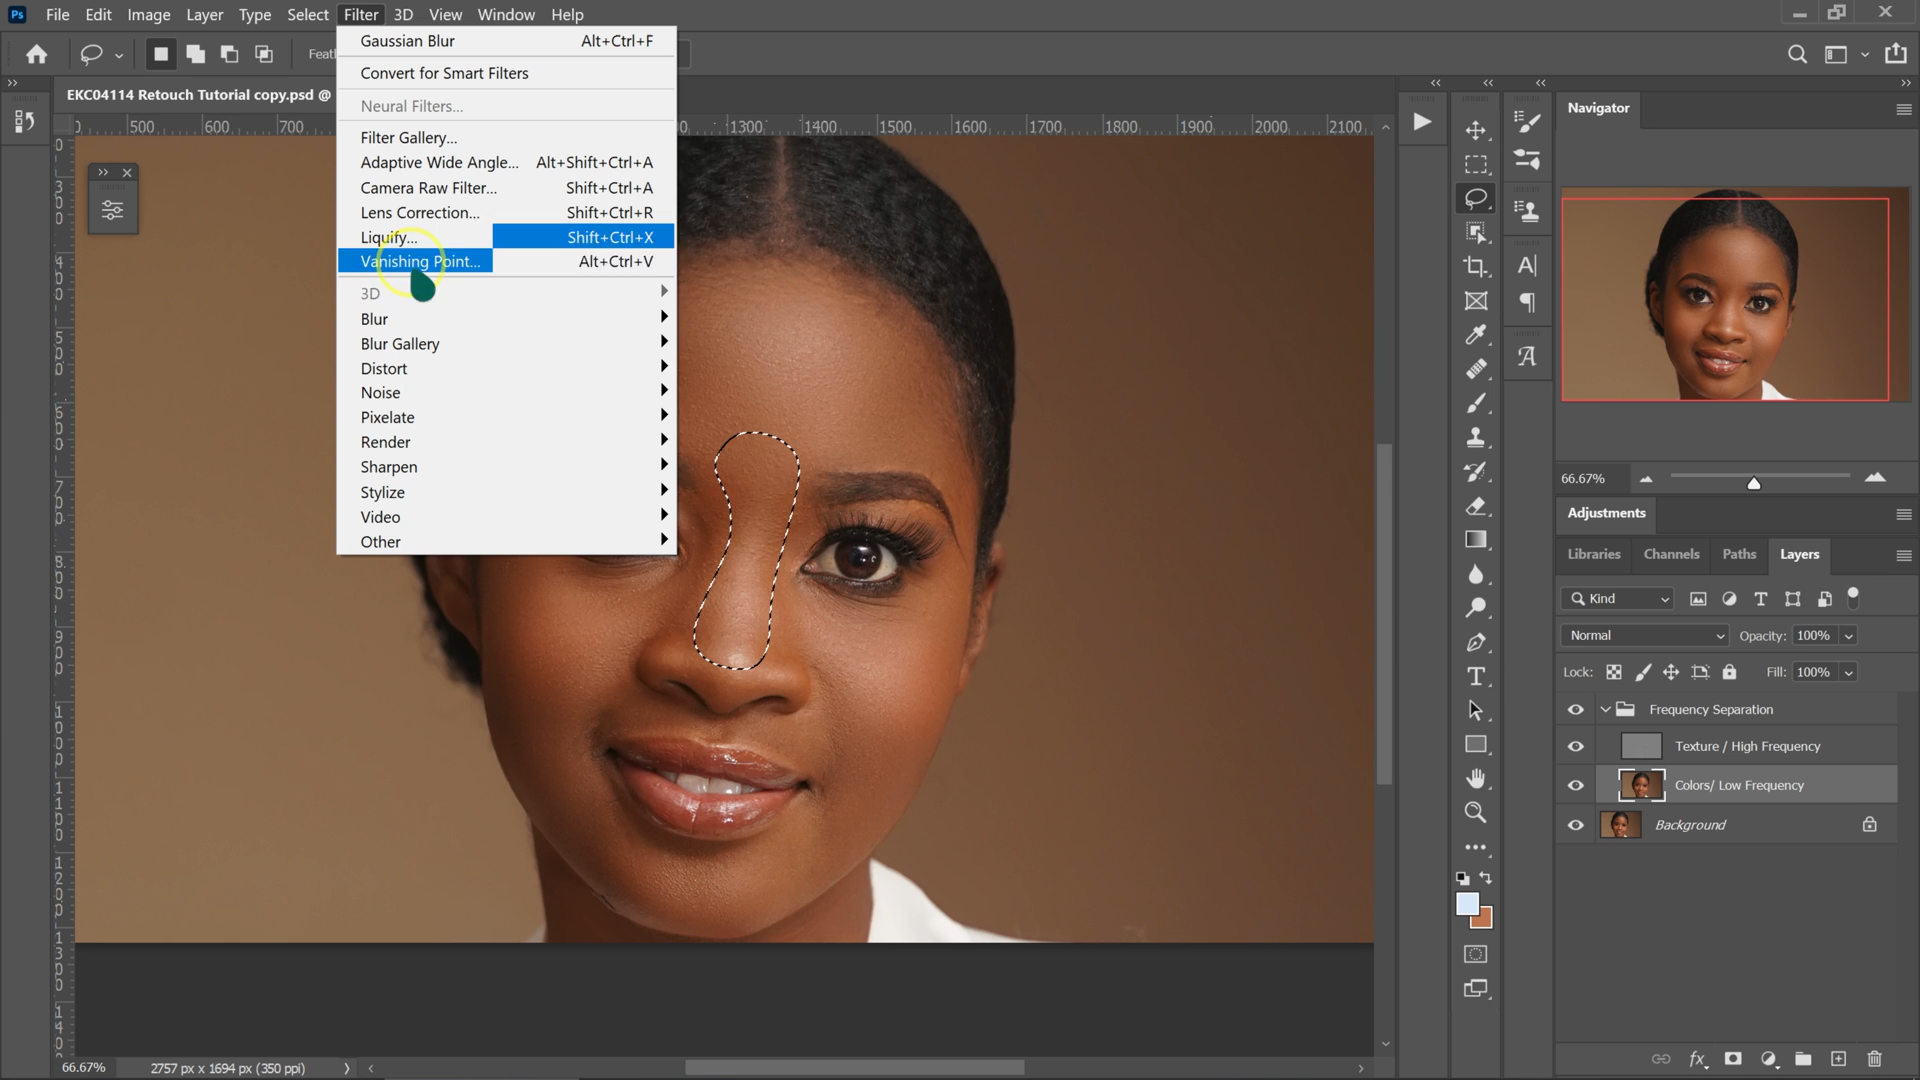 Ps File Edit Image Layer Type Select Filter 3D View Window Help
Feath
EKC04114 Retouch Tutorial copy.psd @
Gaussian Blur Alt+Ctrl+F
Convert for Smart Filters
Neural Filters...
Filter Gallery...
Adaptive Wide Angle... Alt+Shift+Ctrl+A
Camera Raw Filter... Shift+Ctrl+A
Lens Correction... Shift+Ctrl+R
Liquify... Shift+Ctrl+X
Vanishing Point... Alt+Ctrl+V
3D
Blur
Blur Gallery
Distort
Noise
Pixelate
Render
Sharpen
Stylize
Video
Other
500 600 700 1300 1400 1500 1600 1700 1800 1900 2000 2100
Navigator
66.67%
Adjustments
Libraries Channels Paths Layers
Kind
Normal Opacity: 100%
Lock: Fill: 100%
Frequency Separation
Texture / High Frequency
Colors/ Low Frequency
Background
66.67% 2757 px x 1694 px (350 ppi)